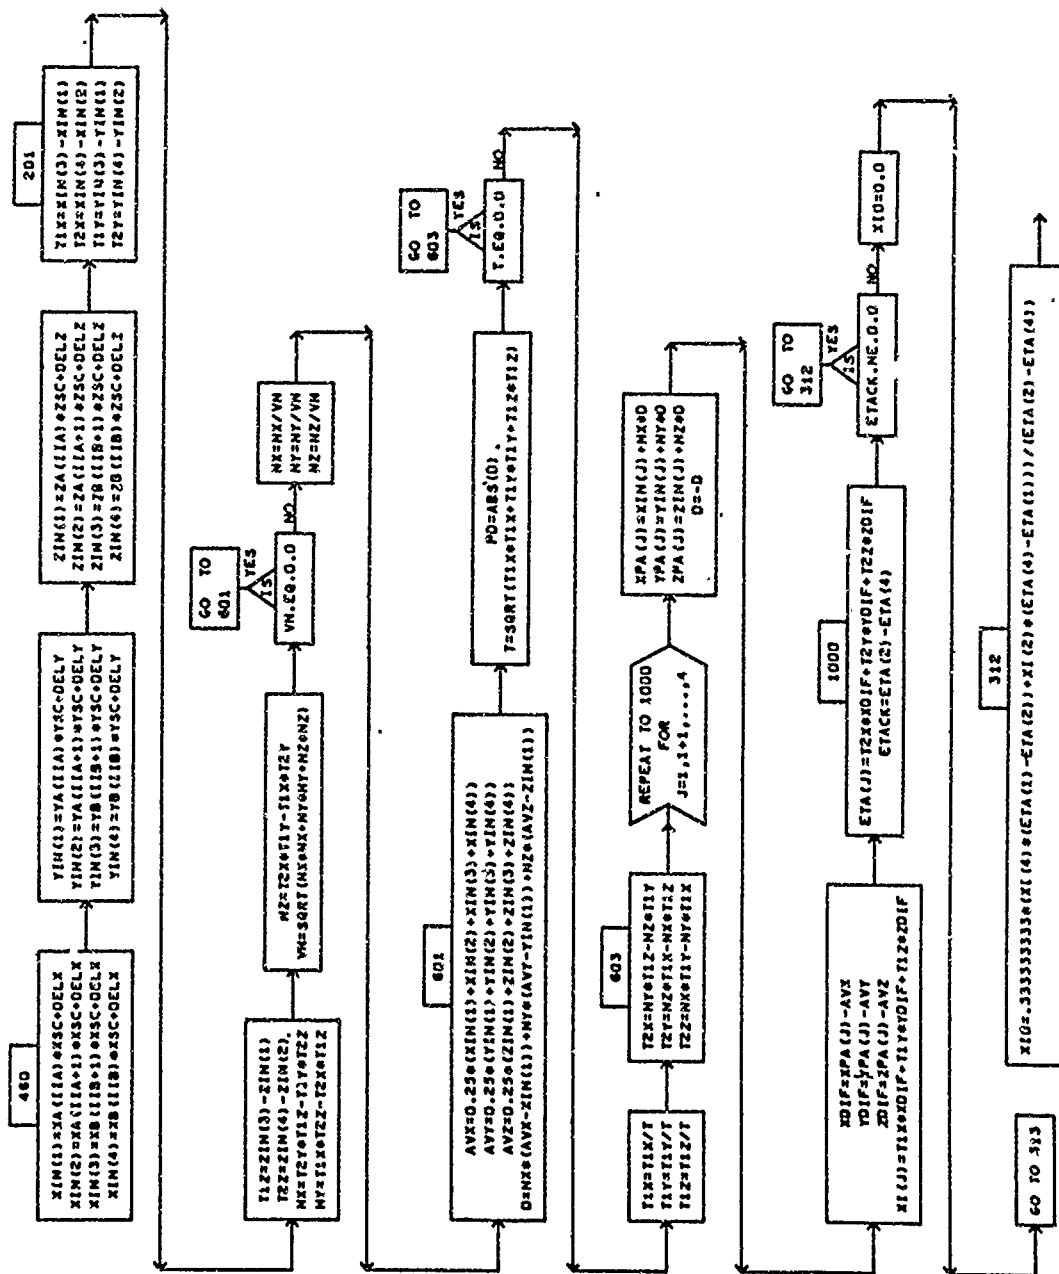 460
XIN(1)=XA(IIA)*XSC+DELX
XIN(2)=XA(IIA+1)*XSC+DELX
XIN(3)=XB(IIB+1)*XSC+DELX
XIN(4)=XB(IIB)*XSC+DELX
YIN(1)=YA(IIA)*YSC+DELY
YIN(2)=YA(IIA+1)*YSC+DELY
YIN(3)=YB(IIB+1)*YSC+DELY
YIN(4)=YB(IIB)*YSC+DELY
ZIN(1)=ZA(IIA)*ZSC+DELZ
ZIN(2)=ZA(IIA+1)*ZSC+DELZ
ZIN(3)=ZB(IIB+1)*ZSC+DELZ
ZIN(4)=ZB(IIB)*ZSC+DELZ
201
T1X=XIN(3)-XIN(1)
T2X=XIN(4)-XIN(2)
T1Y=YIN(3)-YIN(1)
T2Y=YIN(4)-YIN(2)
T1Z=ZIN(3)-ZIN(1)
T2Z=ZIN(4)-ZIN(2)
NX=T2Y*T1Z-T1Y*T2Z
NY=T1X*T2Z-T2X*T1Z
NZ=T2X*T1Y-T1X*T2Y
VN=SQRT(NX*NX+NY*NY+NZ*NZ)
GO TO
601
YES
IS
VN.EQ.0.0
NO
NX=NX/VN
NY=NY/VN
NZ=NZ/VN
601
AVX=0.25*(XIN(1)+XIN(2)+XIN(3)+XIN(4))
AVY=0.25*(YIN(1)+YIN(2)+YIN(3)+YIN(4))
AVZ=0.25*(ZIN(1)+ZIN(2)+ZIN(3)+ZIN(4))
D=NX*(AVX-XIN(1))+NY*(AVY-YIN(1))+NZ*(AVZ-ZIN(1))
PD=ABS(D)
T=SQRT(T1X*T1X+T1Y*T1Y+T1Z*T1Z)
GO TO
603
YES
IS
T.EQ.0.0
NO
T1X=T1X/T
T1Y=T1Y/T
T1Z=T1Z/T
603
T2X=NY*T1Z-NZ*T1Y
T2Y=NZ*T1X-NX*T1Z
T2Z=NX*T1Y-NY*T1X
REPEAT TO 1000
FOR
J=1,1+1,...,4
XPA(J)=XIN(J)+NX*D
YPA(J)=YIN(J)+NY*D
ZPA(J)=ZIN(J)+NZ*D
D=-D
XDIF=XPA(J)-AVX
YDIF=YPA(J)-AVY
ZDIF=ZPA(J)-AVZ
XI(J)=T1X*XDIF+T1Y*YDIF+T1Z*ZDIF
1000
ETA(J)=T2X*XDIF+T2Y*YDIF+T2Z*ZDIF
ETACK=ETA(2)-ETA(4)
GO TO
312
YES
IS
ETACK.NE.0.0
NO
XIO=0.0
GO TO 313
312
XIO=.333333333*(XI(4)*(ETA(1)-ETA(2))+XI(2)*(ETA(4)-ETA(1)))/(ETA(2)-ETA(4))